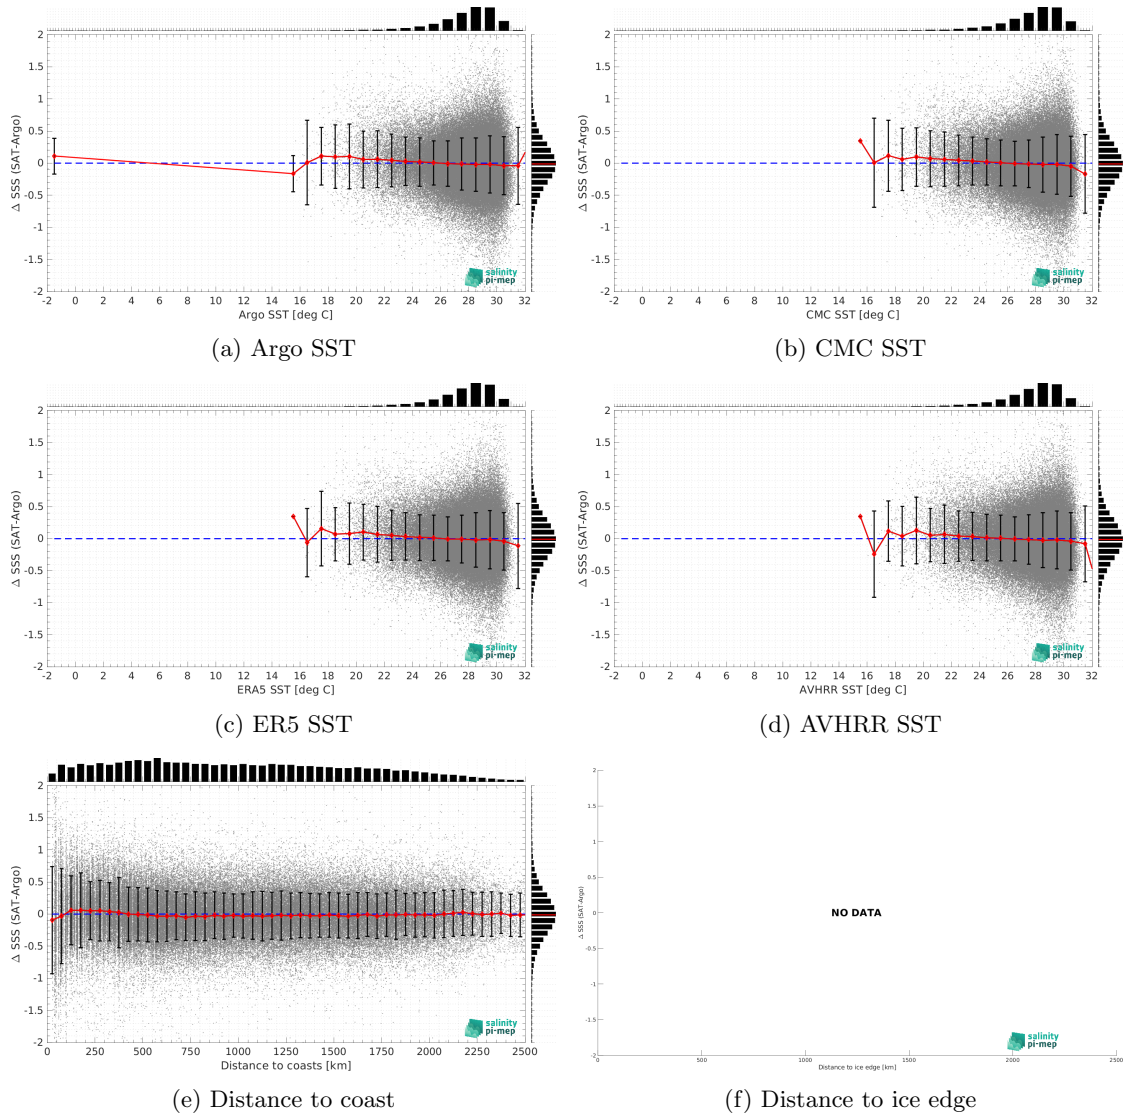 2
1.5
1
0.5
0
-0.5
-1
-1.5
-2
Δ SSS (SAT-Argo)
salinity
pi-mep
-2 0 2 4 6 8 10 12 14 16 18 20 22 24 26 28 30 32
Argo SST [deg C]
(a) Argo SST
2
1.5
1
0.5
0
-0.5
-1
-1.5
-2
Δ SSS (SAT-Argo)
salinity
pi-mep
-2 0 2 4 6 8 10 12 14 16 18 20 22 24 26 28 30 32
CMC SST [deg C]
(b) CMC SST
2
1.5
1
0.5
0
-0.5
-1
-1.5
-2
Δ SSS (SAT-Argo)
salinity
pi-mep
-2 0 2 4 6 8 10 12 14 16 18 20 22 24 26 28 30 32
ERA5 SST [deg C]
(c) ER5 SST
2
1.5
1
0.5
0
-0.5
-1
-1.5
-2
Δ SSS (SAT-Argo)
salinity
pi-mep
-2 0 2 4 6 8 10 12 14 16 18 20 22 24 26 28 30 32
AVHRR SST [deg C]
(d) AVHRR SST
2
1.5
1
0.5
0
-0.5
-1
-1.5
-2
Δ SSS (SAT-Argo)
salinity
pi-mep
0 250 500 750 1000 1250 1500 1750 2000 2250 2500
Distance to coasts [km]
(e) Distance to coast
2
1.5
1
0.5
0
-0.5
-1
-1.5
-2
Δ SSS (SAT-Argo)
NO DATA
salinity
pi-mep
0 500 1000 1500 2000 2500
Distance to ice edge [km]
(f) Distance to ice edge